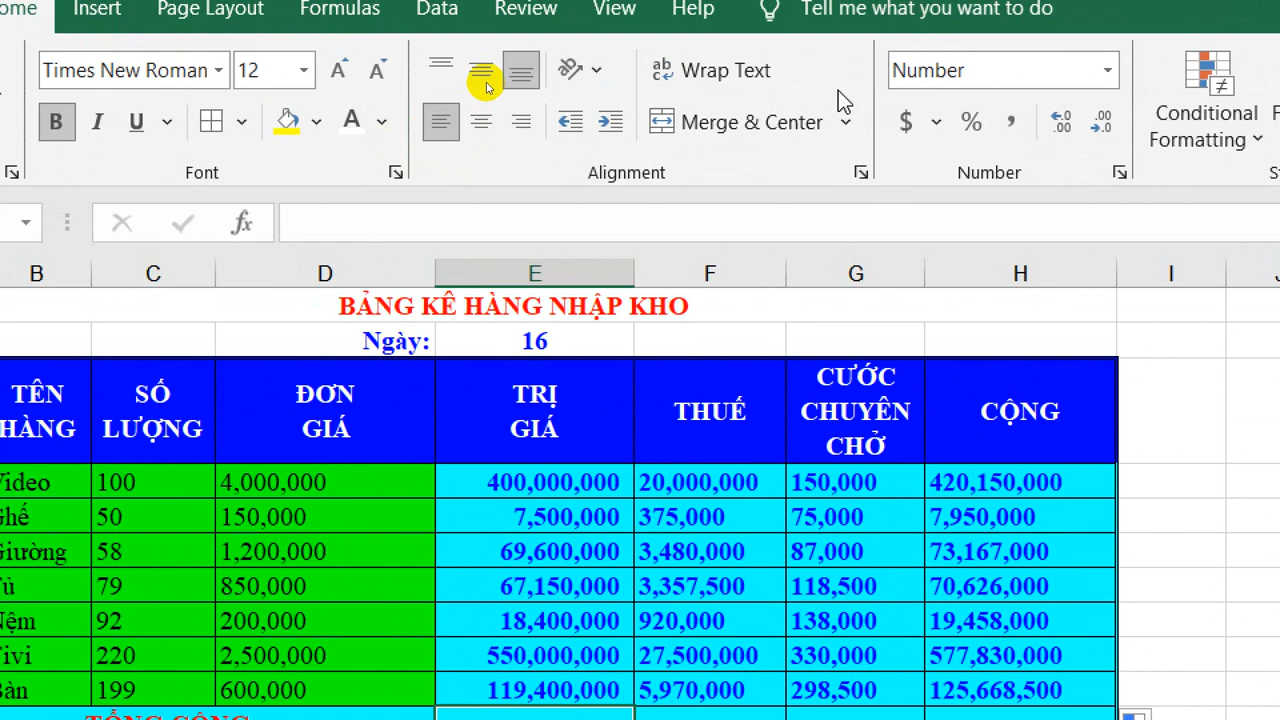 ome Insert Page Layout Formulas Data Review View Help Tell me what you want to do
Times New Roman 12 A A ab c Wrap Text Number
B I U A Merge & Center $ % , .00 .00 Conditional Formatting
Font Alignment Number
fx
B C D E F G H I
BẢNG KÊ HÀNG NHẬP KHO
Ngày: 16
TÊN HÀNG SỐ LƯỢNG ĐƠN GIÁ TRỊ GIÁ THUẾ CƯỚC CHUYÊN CHỞ CỘNG
Video 100 4,000,000 400,000,000 20,000,000 150,000 420,150,000
Ghế 50 150,000 7,500,000 375,000 75,000 7,950,000
Giường 58 1,200,000 69,600,000 3,480,000 87,000 73,167,000
Tủ 79 850,000 67,150,000 3,357,500 118,500 70,626,000
Nệm 92 200,000 18,400,000 920,000 138,000 19,458,000
Tivi 220 2,500,000 550,000,000 27,500,000 330,000 577,830,000
Bàn 199 600,000 119,400,000 5,970,000 298,500 125,668,500
TỔNG CỘNG